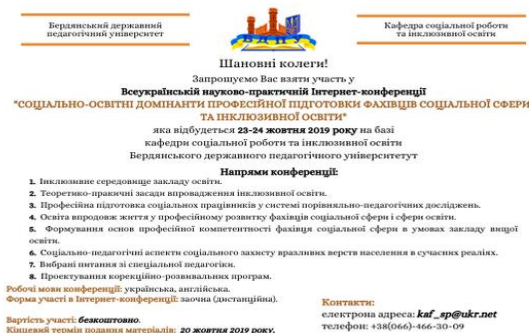 Бердянський державний
педагогічний університет
БДПУ
Кафедра соціальної роботи
та інклюзивної освіти
Шановні колеги!
Запрошуємо Вас взяти участь у
Всеукраїнській науково-практичній Інтернет-конференції
"СОЦІАЛЬНО-ОСВІТНІ ДОМІНАНТИ ПРОФЕСІЙНОЇ ПІДГОТОВКИ ФАХІВЦІВ СОЦІАЛЬНОЇ СФЕРИ
ТА ІНКЛЮЗИВНОЇ ОСВІТИ"
яка відбудеться 23-24 жовтня 2019 року на базі
кафедри соціальної роботи та інклюзивної освіти
Бердянського державного педагогічного університетут
Напрями конференції:
1. Інклюзивне середовище закладу освіти.
2. Теоретико-пракичні засади впровадження інклюзивної освіти.
3. Професійна підготовка соціальних працівників у системі порівняльно-педагогічних досліджень.
4. Освіта впродовж життя у професійному розвитку фахівців соціальної сфери і сфери освіти.
5. Формування основ професійної компетентності фахівця соціальної сфери в умовах закладу вищої
освіти.
6. Соціально-педагогічні аспекти соціального захисту вразливих верств населення в сучасних реаліях.
7. Вибрані питання зі спеціальної педагогіки.
8. Проектування корекційно-розвивальних програм.
Робочі мови конференції: українська, англійська.
Форма участі в Інтернет-конференції: заочна (дистанційна).
Вартість участі: безкоштовно.
Кінцевий термін подання матеріалів: 20 жовтня 2019 року.
Контакти:
електрона адреса: kaf_sp@ukr.net
телефон: +38(066)-466-30-09